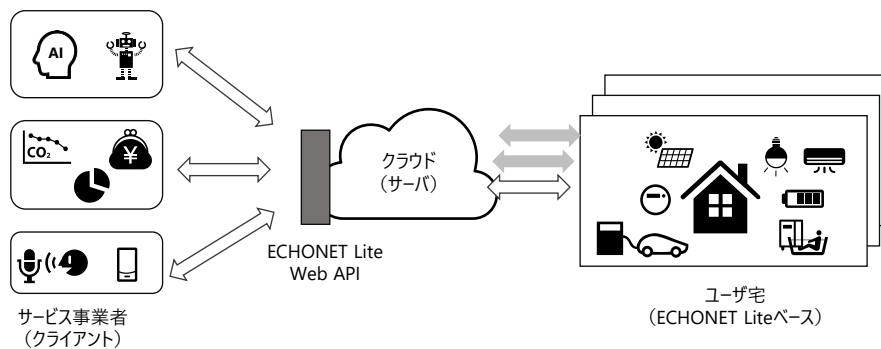 AI
CO₂
¥
サービス事業者
（クライアント）
ECHONET Lite
Web API
クラウド
（サーバ）
ユーザ宅
（ECHONET Liteベース）